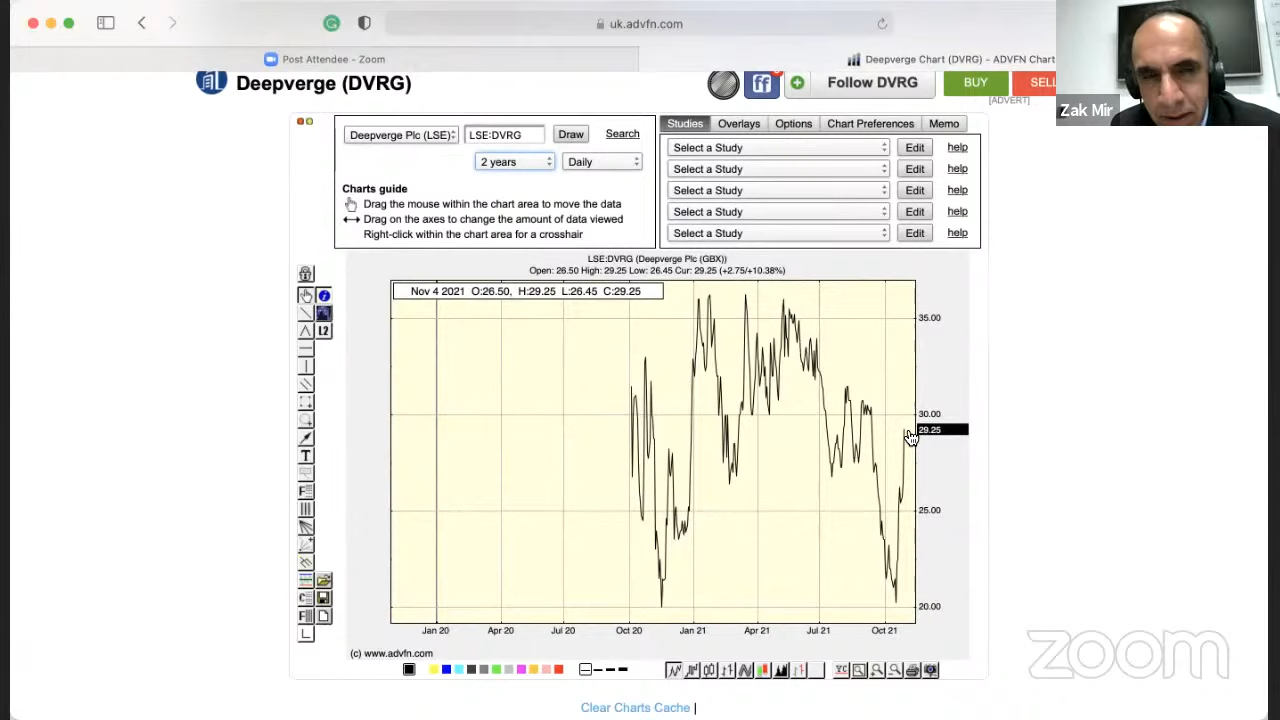 uk.advfn.com
Post Attendee - Zoom
Deepverge Chart (DVRG) - ADVFN Chart
Deepverge (DVRG)
ff
Follow DVRG
BUY
SELL
[ADVERT]
Zak Mir
Deepverge Plc (LSE)
LSE:DVRG
Draw
Search
2 years
Daily
Charts guide
Drag the mouse within the chart area to move the data
Drag on the axes to change the amount of data viewed
Right-click within the chart area for a crosshair
Studies Overlays Options Chart Preferences Memo
Select a Study Edit help
Select a Study Edit help
Select a Study Edit help
Select a Study Edit help
Select a Study Edit help
LSE:DVRG (Deepverge Plc (GBX))
Open: 26.50 High: 29.25 Low: 26.45 Cur: 29.25 (+2.75/+10.38%)
Nov 4 2021 O:26.50, H:29.25 L:26.45 C:29.25
L2
T
35.00
30.00
29.25
25.00
20.00
Jan 20 Apr 20 Jul 20 Oct 20 Jan 21 Apr 21 Jul 21 Oct 21
(c) www.advfn.com
zoom
Clear Charts Cache |